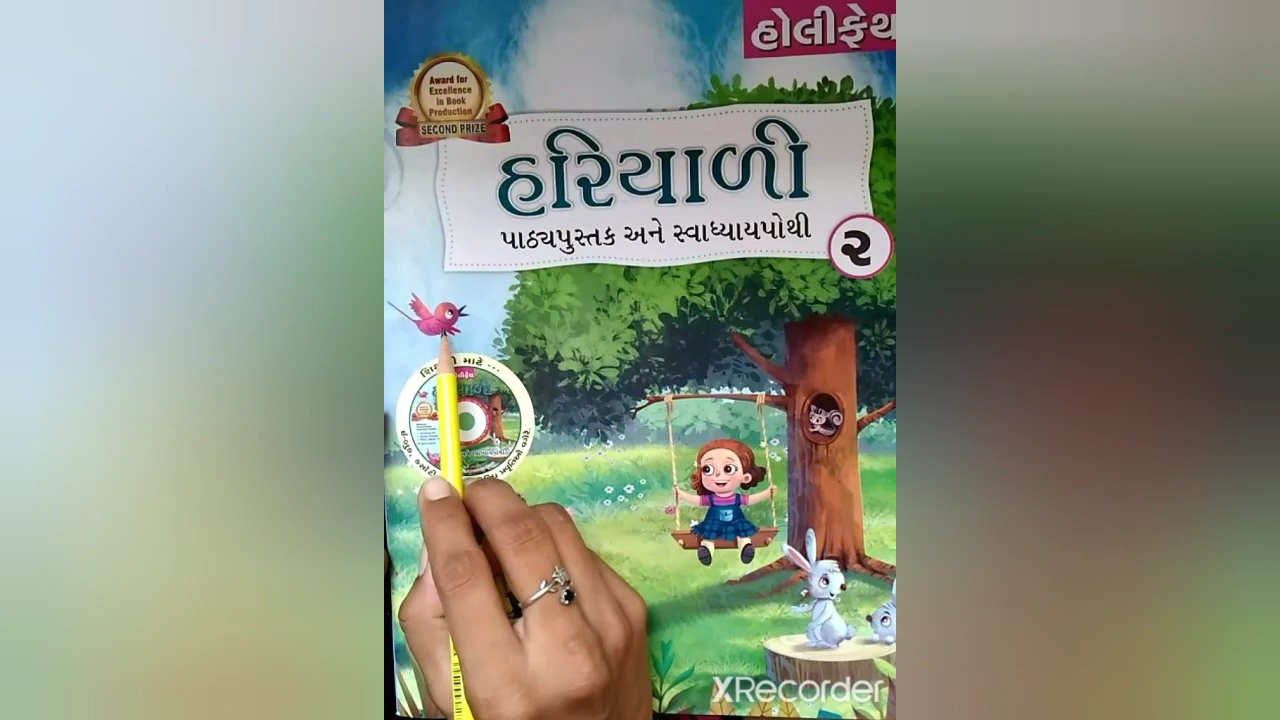 હોલીફેથ
Award for
Excellence
in Book
Production
SECOND PRIZE
હરિયાળી
પાઠ્યપુસ્તક અને સ્વાધ્યાયપોથી
૨
માટે ...
XRecorder